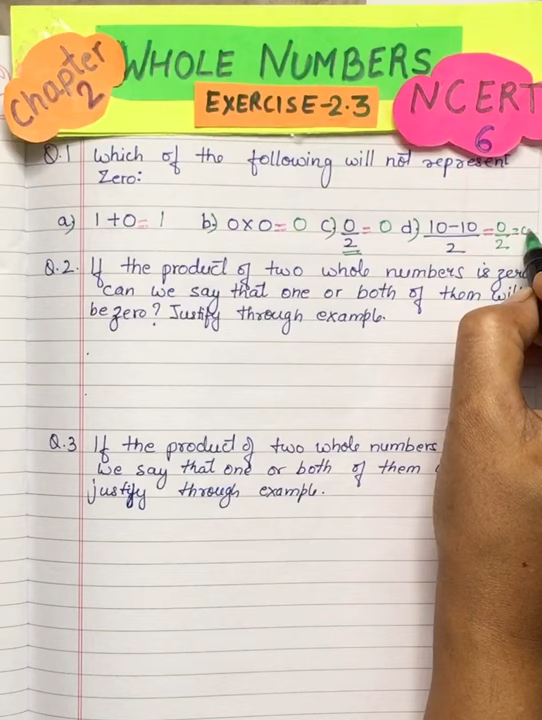 Chapter 2
WHOLE NUMBERS
EXERCISE-2.3
NCERT
6
Q.1 Which of the following will not represent
Zero:
a) 1+0=1 b) 0×0=0 c) 0/2=0 d) 10-10/2=0/2=
Q.2. If the product of two whole numbers is zero
can we say that one or both of them will
be zero? Justify through example.
Q.3 If the product of two whole numbers
we say that one or both of them
justify through example.